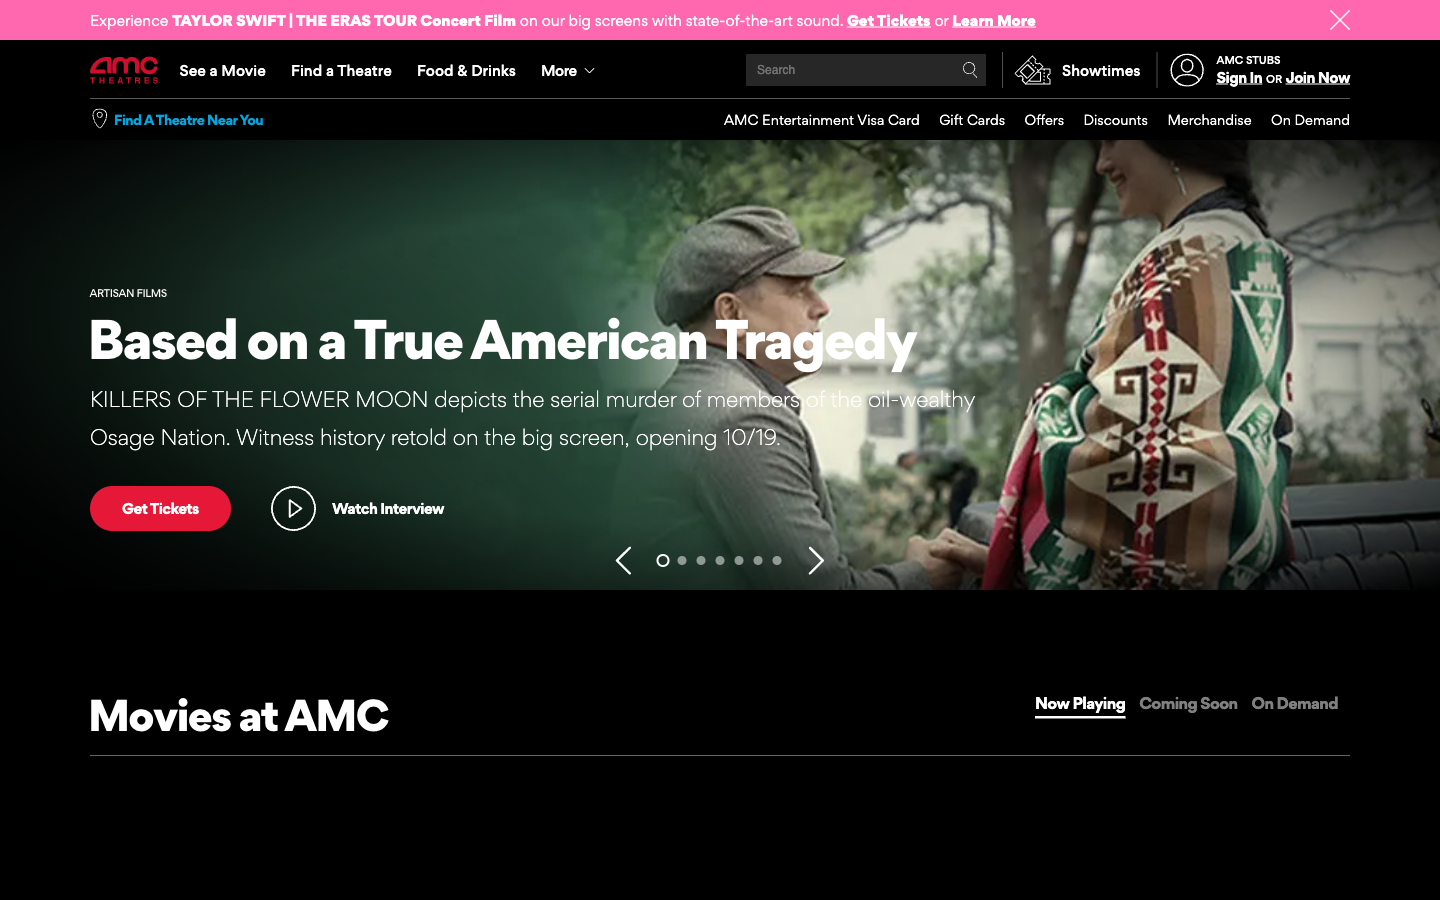 Experience TAYLOR SWIFT | THE ERAS TOUR Concert Film on our big screens with state-of-the-art sound. Get Tickets or Learn More
amc THEATRES
See a Movie Find a Theatre Food & Drinks More
Search
Showtimes
AMC STUBS
Sign In OR Join Now
Find A Theatre Near You
AMC Entertainment Visa Card Gift Cards Offers Discounts Merchandise On Demand
ARTISAN FILMS
Based on a True American Tragedy
KILLERS OF THE FLOWER MOON depicts the serial murder of members of the oil-wealthy
Osage Nation. Witness history retold on the big screen, opening 10/19.
Get Tickets Watch Interview
Movies at AMC
Now Playing Coming Soon On Demand